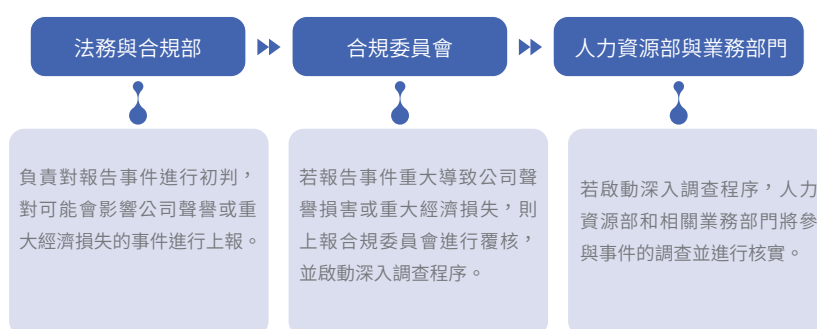 法務與合規部
合規委員會
人力資源部與業務部門
負責對報告事件進行初判，
對可能會影響公司聲譽或重
大經濟損失的事件進行上報。
若報告事件重大導致公司聲
譽損害或重大經濟損失，則
上報合規委員會進行覆核，
並啟動深入調查程序。
若啟動深入調查程序，人力
資源部和相關業務部門將參
與事件的調查並進行核實。